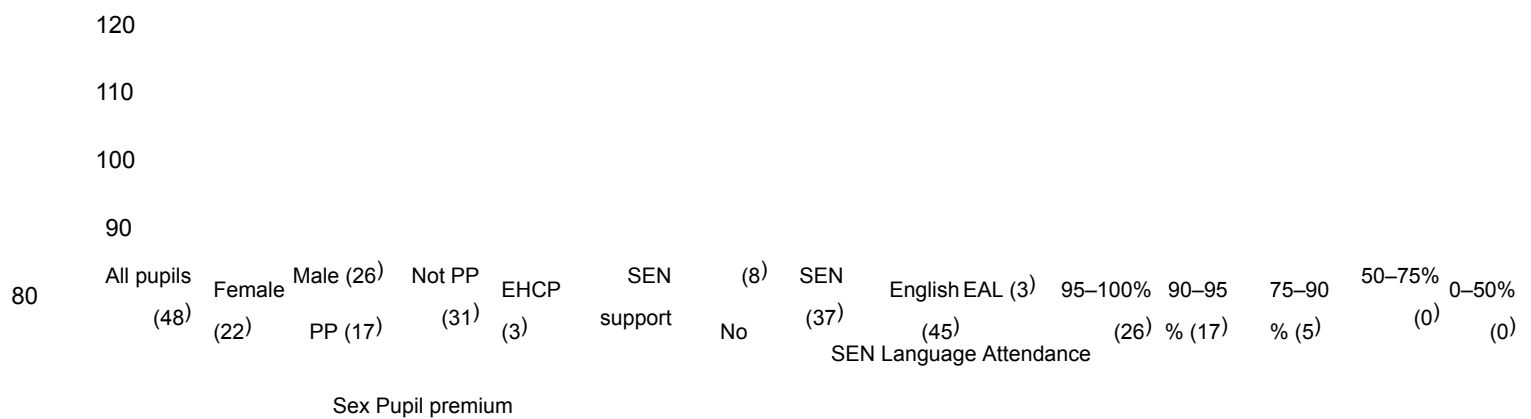 120
110
100
90
80
All pupils (48)
Female (22)
Male (26)
PP (17)
Not PP (31)
EHCP (3)
SEN support (8)
No SEN (37)
English (45)
EAL (3)
95–100% (26)
90–95% (17)
75–90% (5)
50–75% (0)
0–50% (0)
SEN Language Attendance
Sex Pupil premium